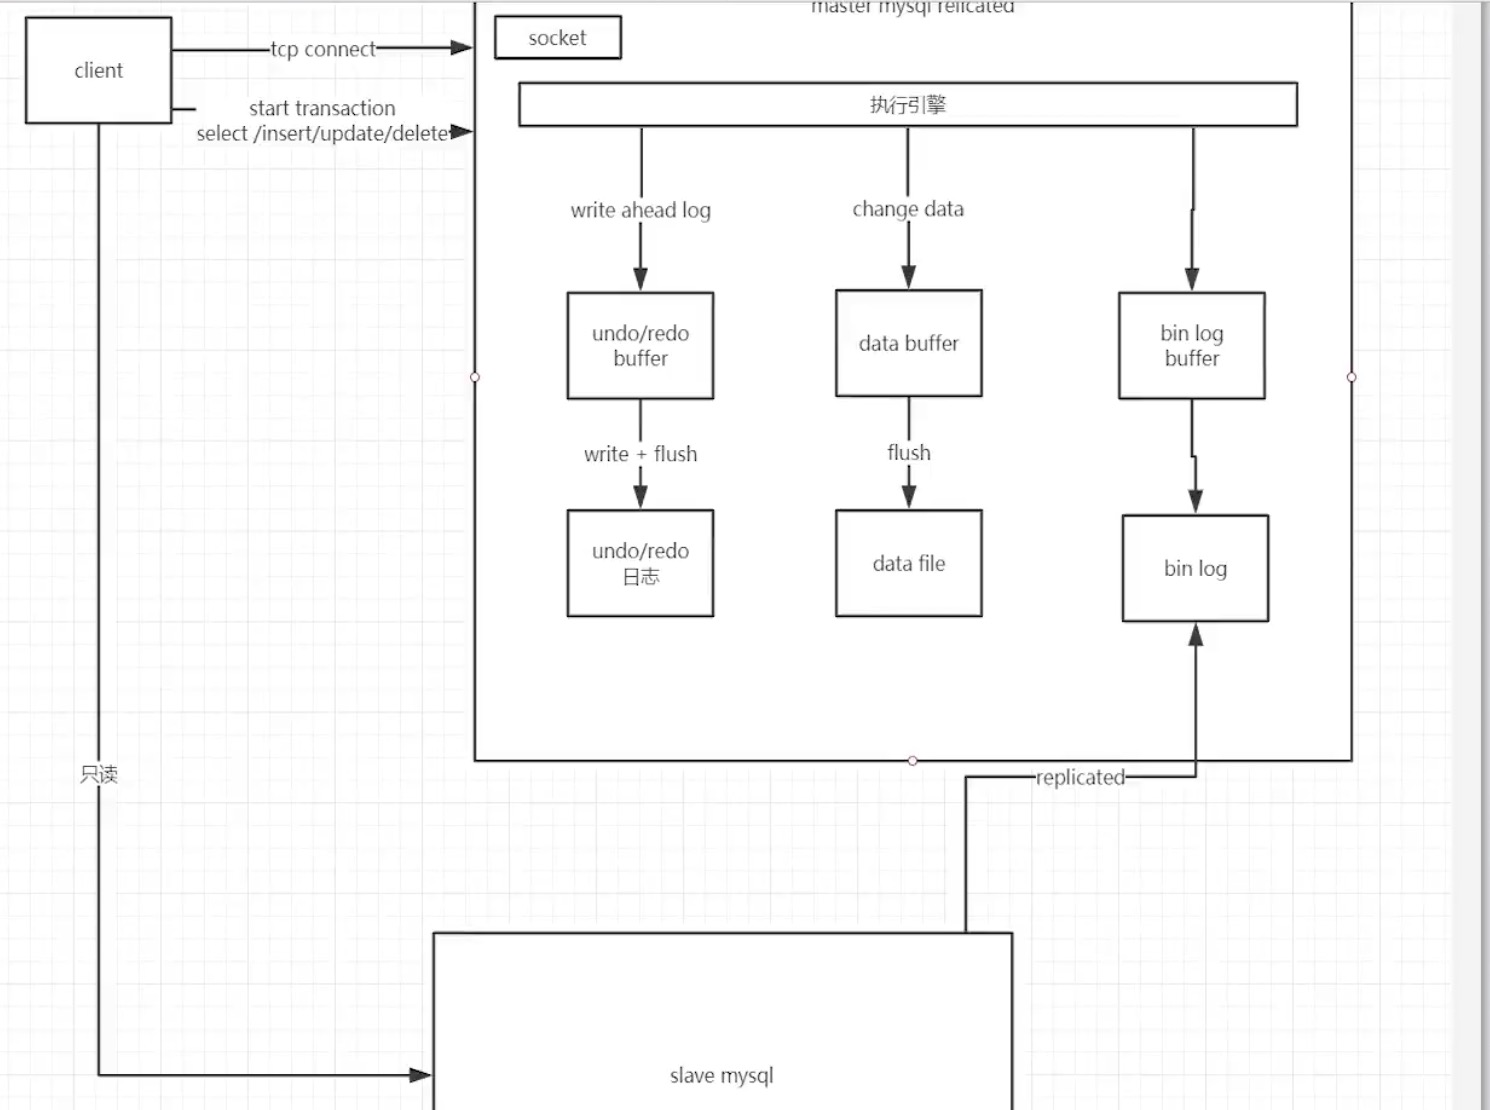 master mysql relicated
socket
client
tcp connect
执行引擎
start transaction
select /insert/update/delete
write ahead log
change data
undo/redo
buffer
data buffer
bin log
buffer
write + flush
flush
undo/redo
日志
data file
bin log
只读
replicated
slave mysql